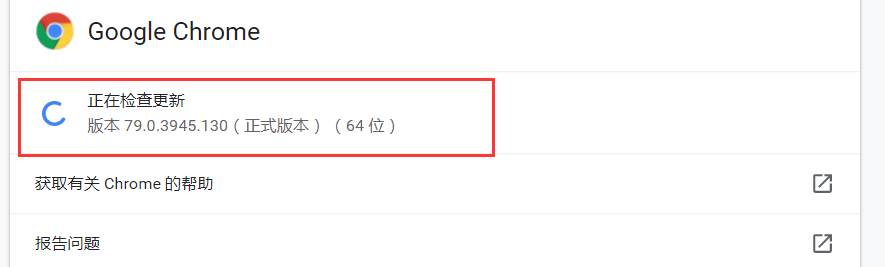 Google Chrome
正在检查更新
版本 79.0.3945.130（正式版本）（64 位）
获取有关 Chrome 的帮助
报告问题